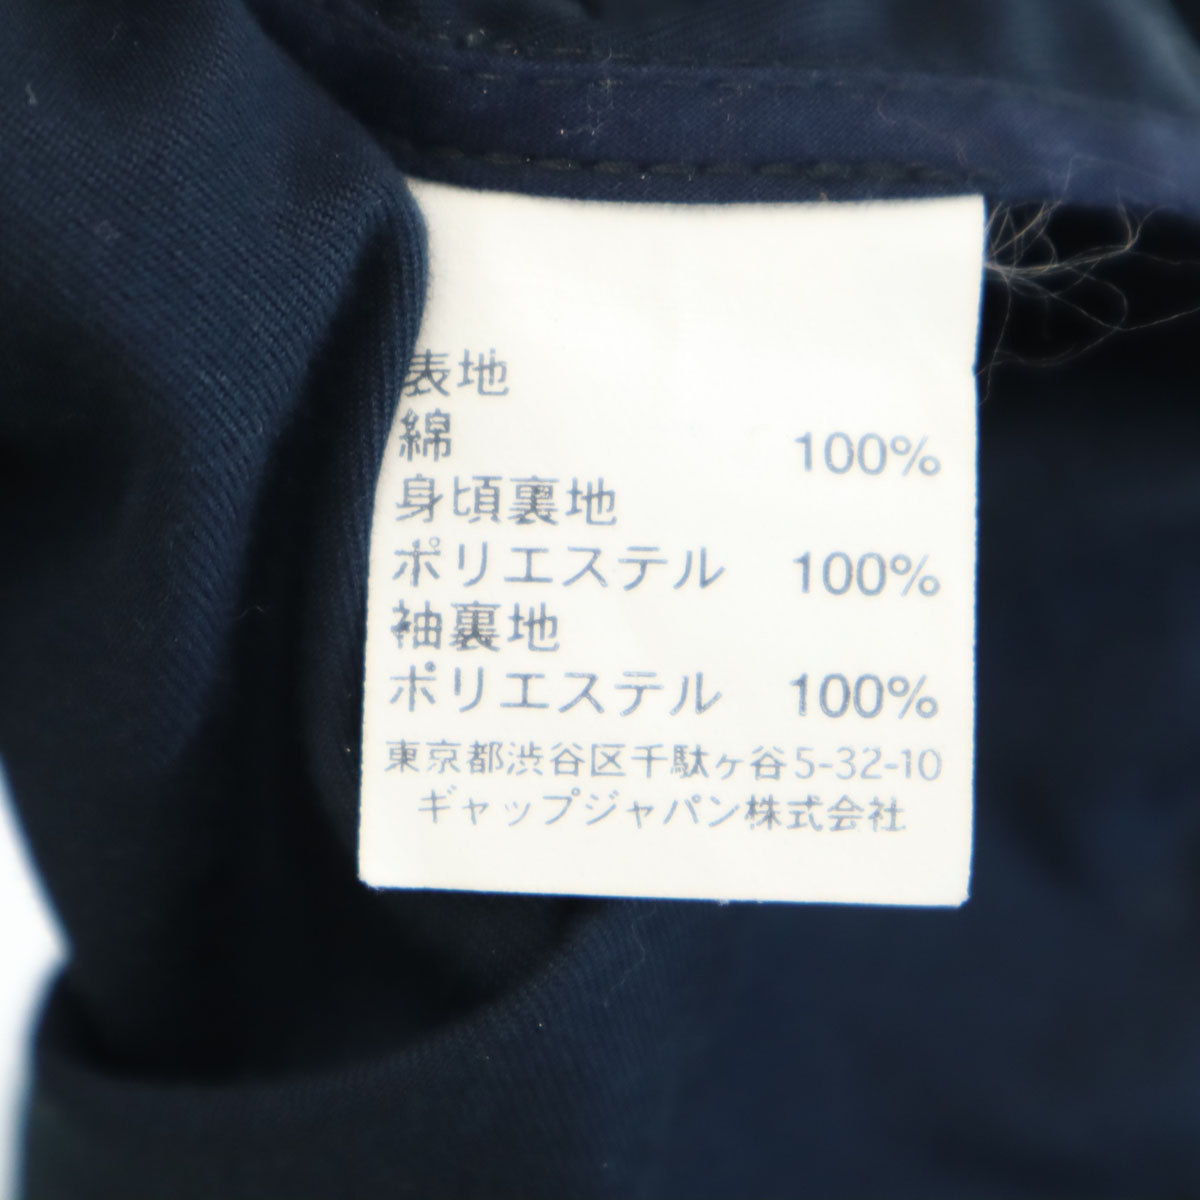 表地
綿 100%
身頃裏地
ポリエステル 100%
袖裏地
ポリエステル 100%
東京都渋谷区千駄ヶ谷5-32-10
ギャップジャパン株式会社